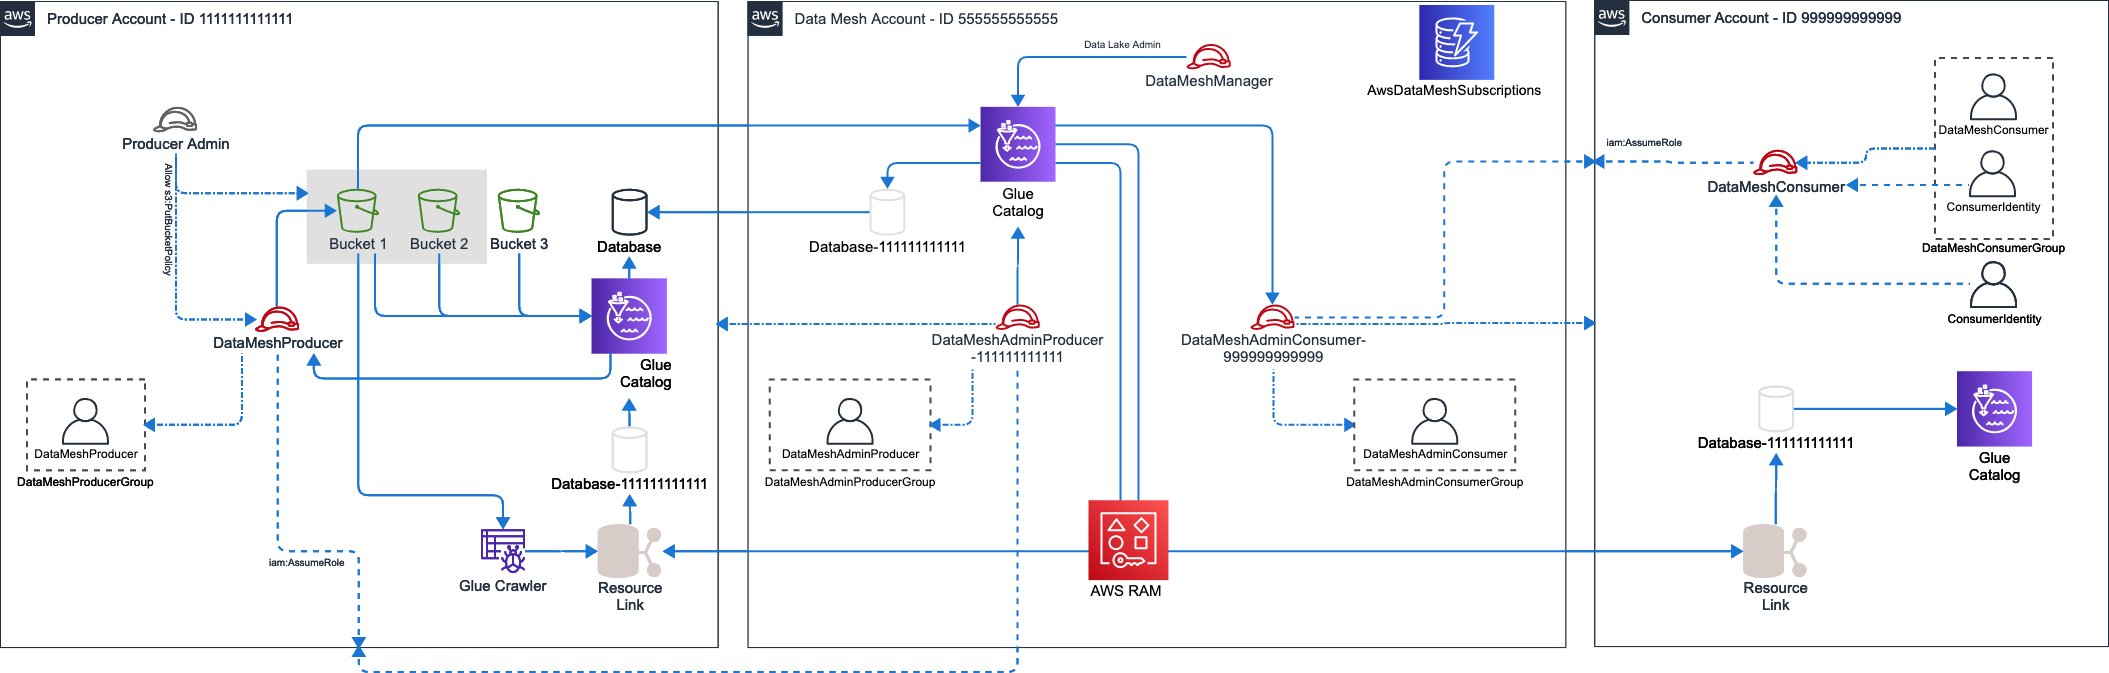 aws
Producer Account - ID 1111111111111
Producer Admin
Allow s3:PutBucketPolicy
Bucket 1
Bucket 2
Bucket 3
Database
DataMeshProducer
Glue
Catalog
DataMeshProducer
DataMeshProducerGroup
Database-111111111111
iam:AssumeRole
Glue Crawler
Resource
Link
aws
Data Mesh Account - ID 555555555555
Data Lake Admin
DataMeshManager
AwsDataMeshSubscriptions
Glue
Catalog
Database-111111111111
DataMeshAdminProducer
-111111111111
DataMeshAdminConsumer-
999999999999
DataMeshAdminProducer
DataMeshAdminProducerGroup
DataMeshAdminConsumer
DataMeshAdminConsumerGroup
AWS RAM
aws
Consumer Account - ID 999999999999
iam:AssumeRole
DataMeshConsumer
DataMeshConsumer
ConsumerIdentity
DataMeshConsumerGroup
ConsumerIdentity
Database-111111111111
Glue
Catalog
Resource
Link